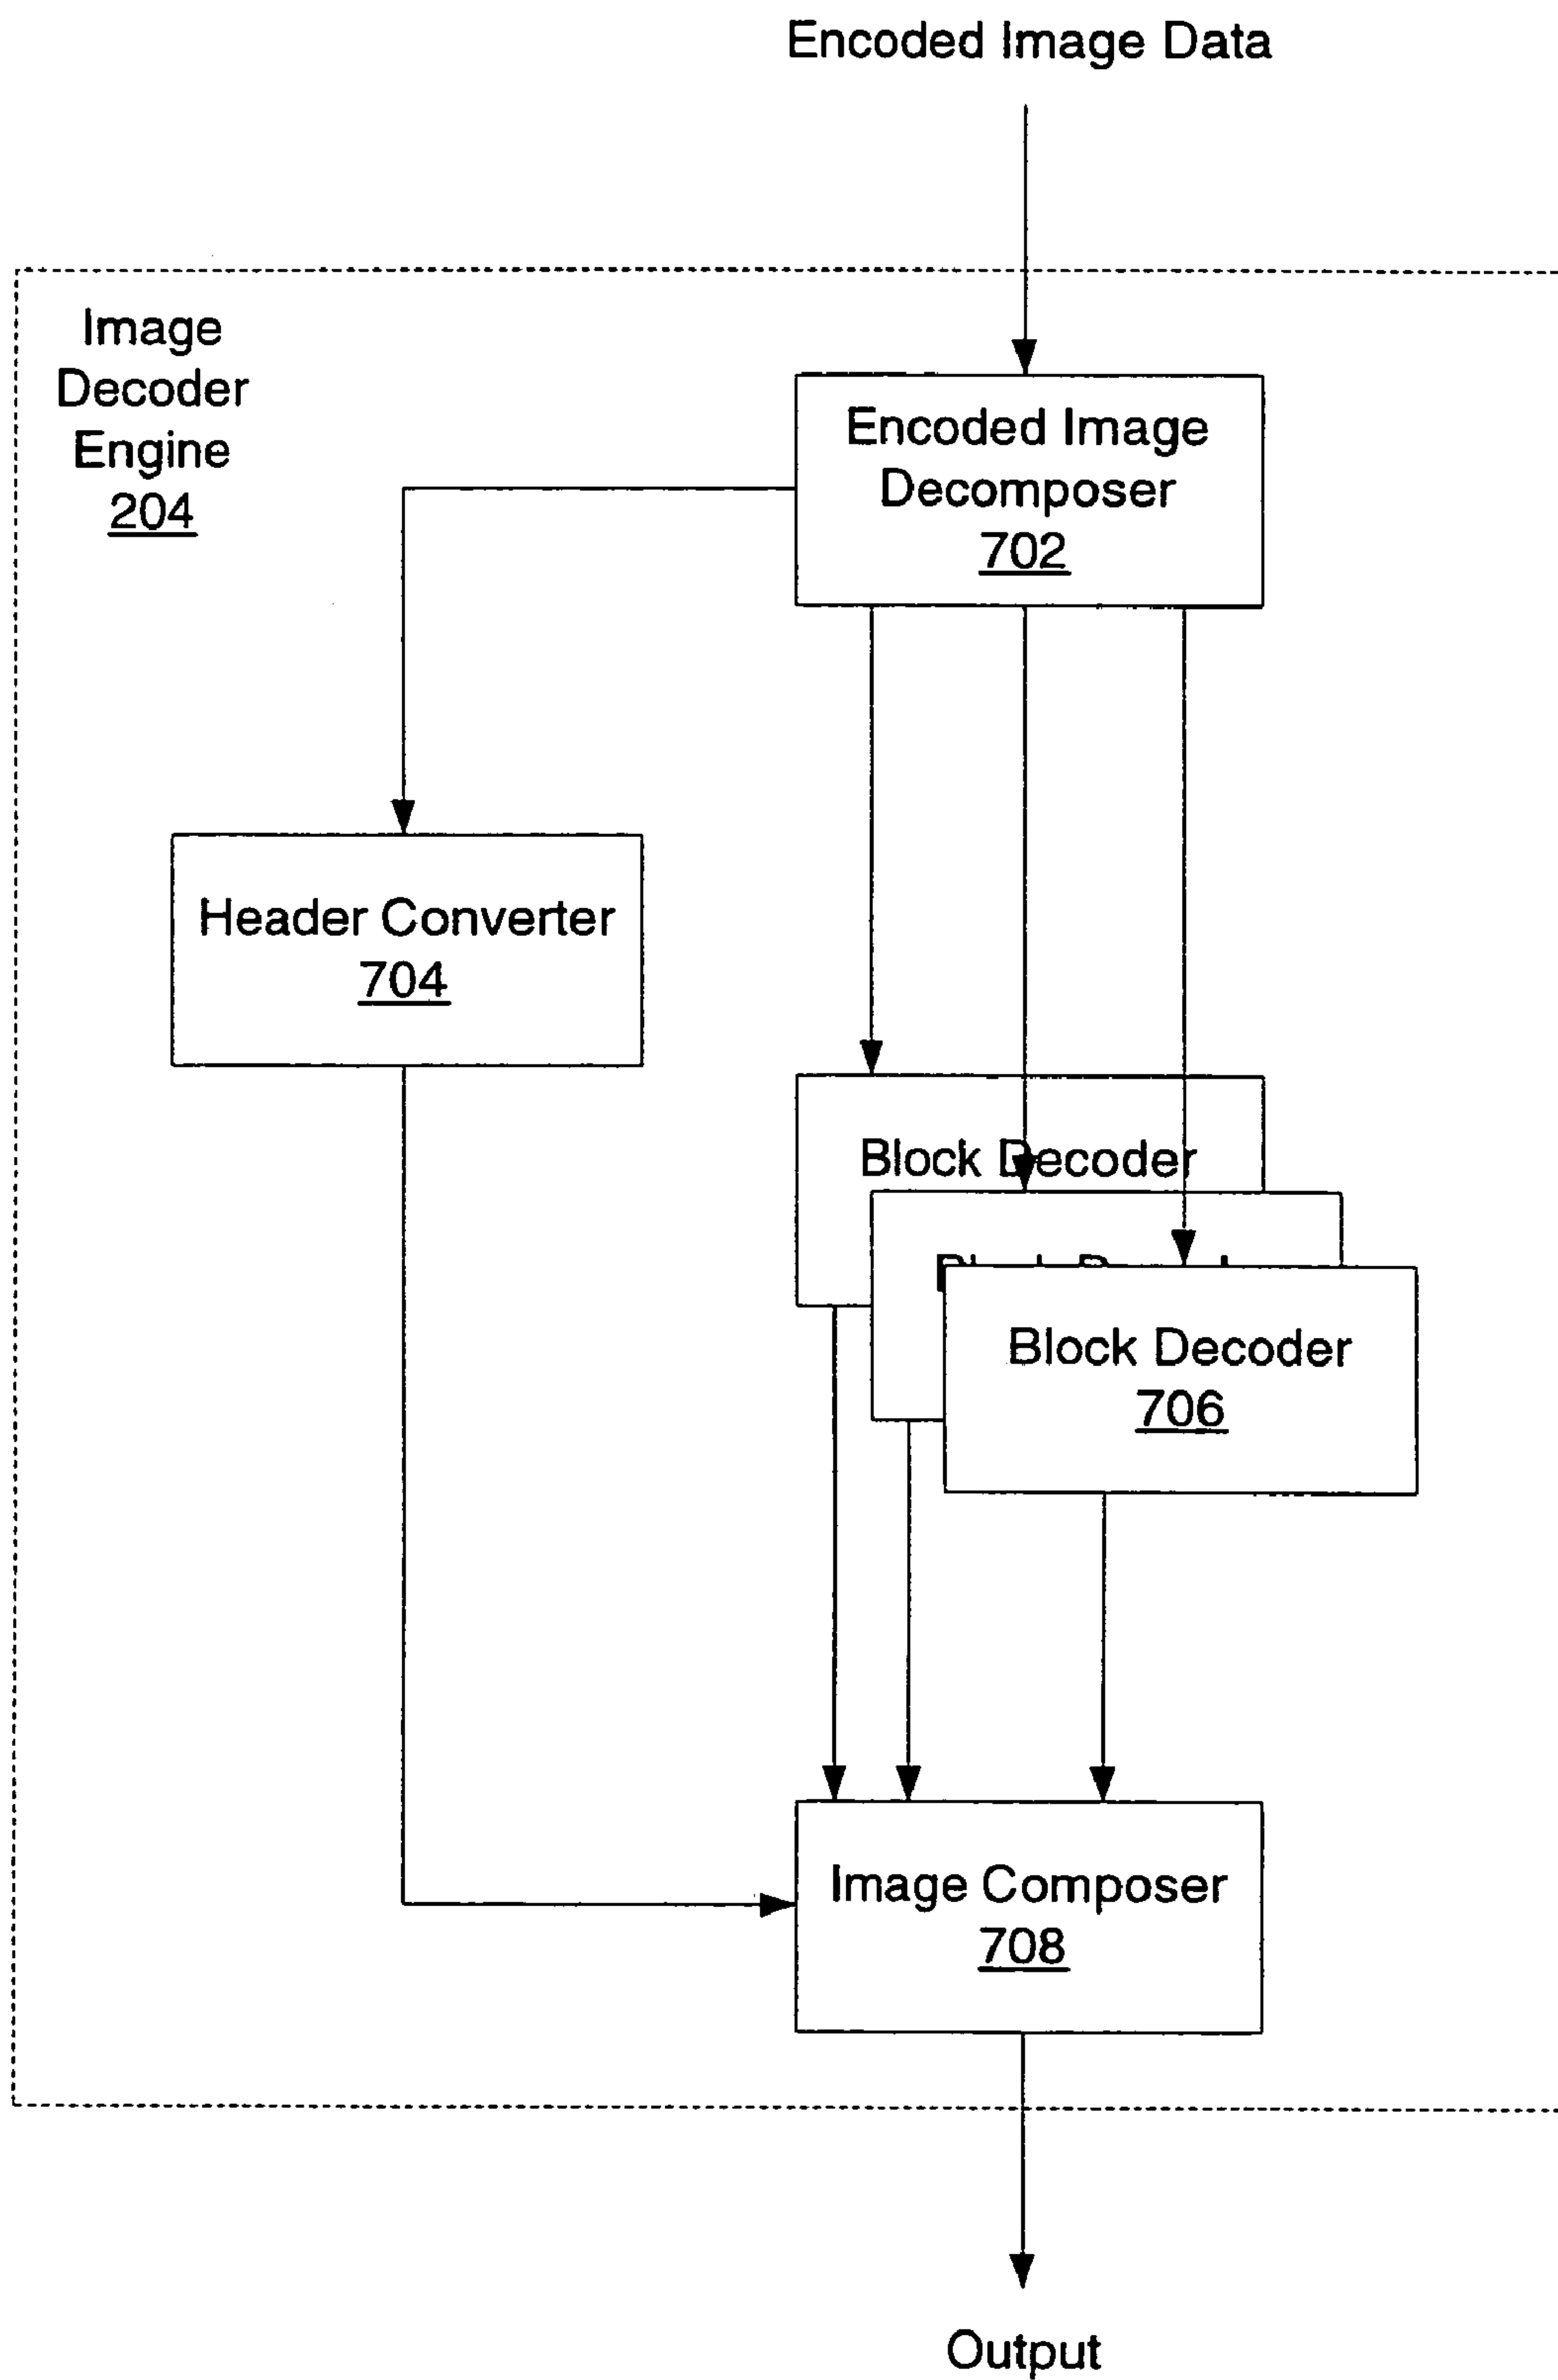 Encoded Image Data
Image
Decoder
Engine
204
Encoded Image
Decomposer
702
Header Converter
704
Block Decoder
Block Decoder
706
Image Composer
708
Output